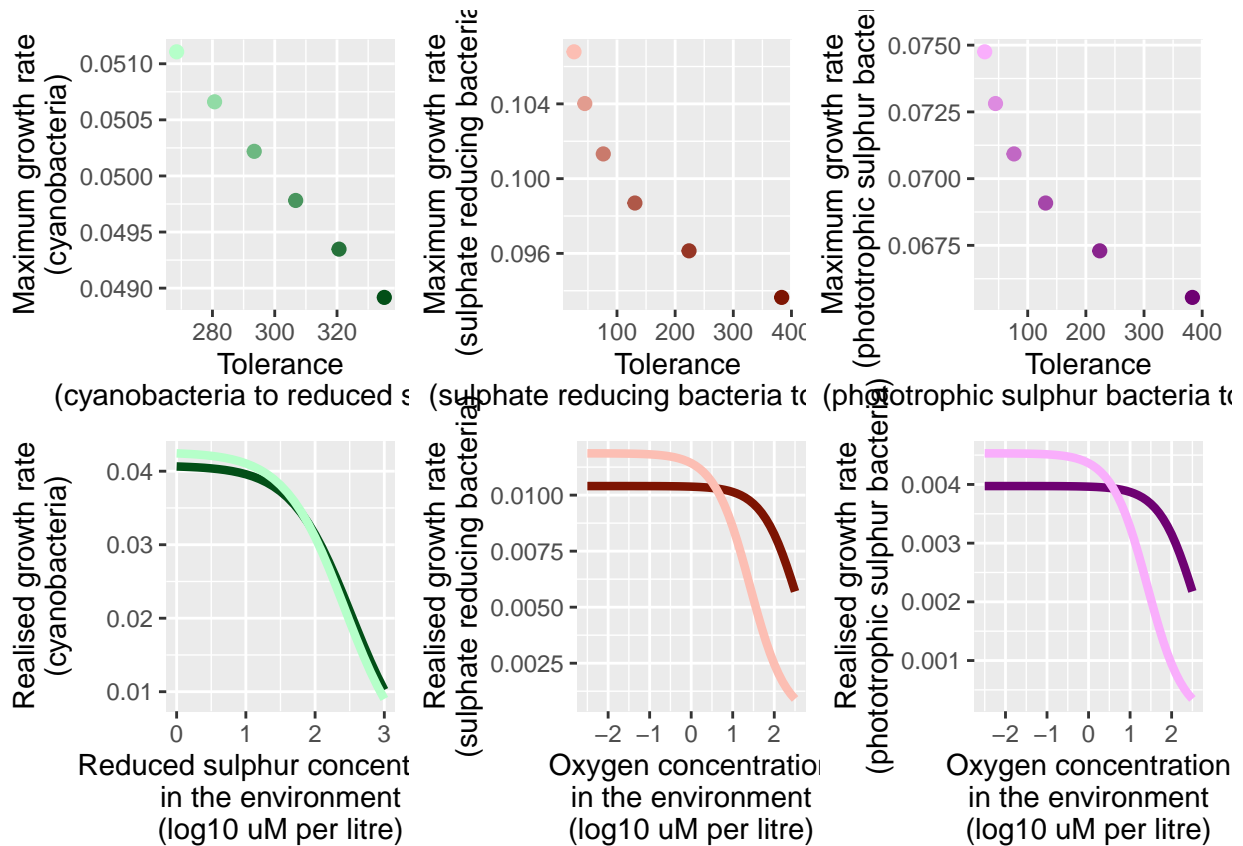 Maximum growth rate
(cyanobacteria)
0.0510
0.0505
0.0500
0.0495
0.0490
280 300 320
Tolerance
(cyanobacteria to reduced s
Maximum growth rate
(sulphate reducing bacteria
0.104
0.100
0.096
100 200 300 400
Tolerance
(sulphate reducing bacteria to
Maximum growth rate
(phototrophic sulphur bacter
0.0750
0.0725
0.0700
0.0675
100 200 300 400
Tolerance
(phototrophic sulphur bacteria to
Realised growth rate
(cyanobacteria)
0.04
0.03
0.02
0.01
0 1 2 3
Reduced sulphur concent
in the environment
(log10 uM per litre)
Realised growth rate
(sulphate reducing bacteria)
0.0100
0.0075
0.0050
0.0025
−2 −1 0 1 2
Oxygen concentration
in the environment
(log10 uM per litre)
Realised growth rate
(phototrophic sulphur bacteria)
0.004
0.003
0.002
0.001
−2 −1 0 1 2
Oxygen concentration
in the environment
(log10 uM per litre)